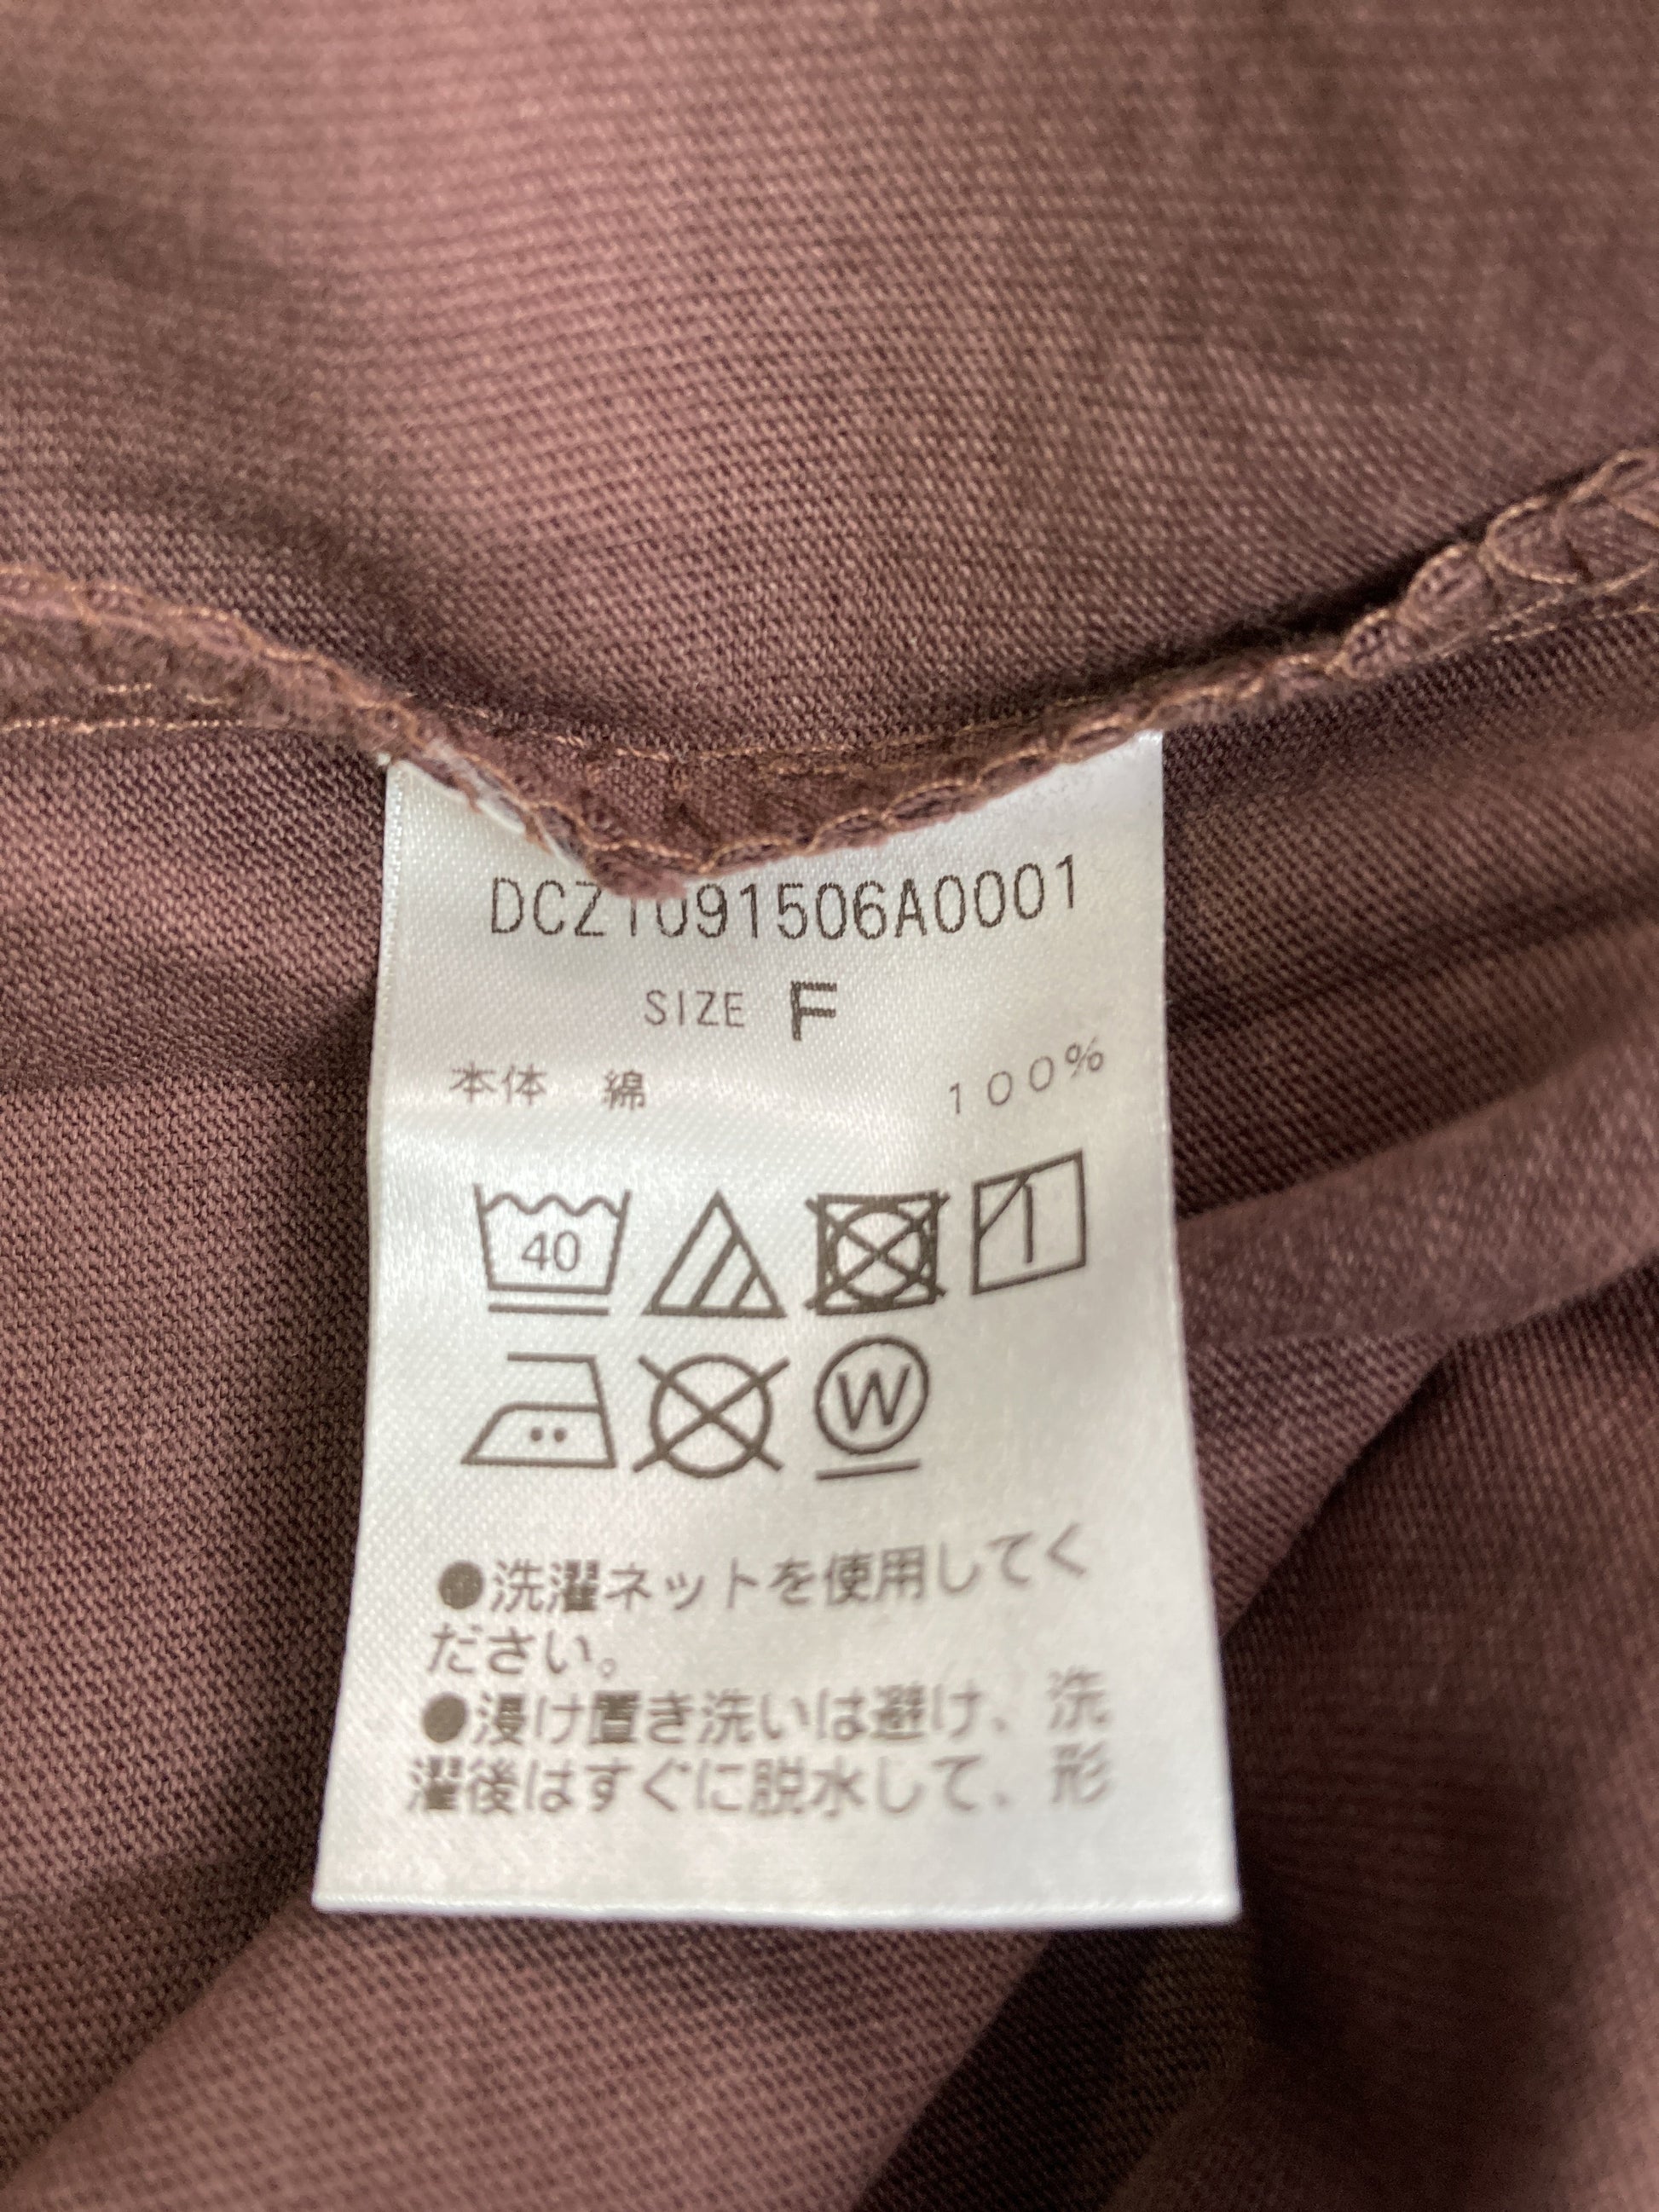 DCZ1091506A0001
SIZE F
本体 綿 100%
40
W
●洗濯ネットを使用してく
ださい。
●浸け置き洗いは避け、洗
濯後はすぐに脱水して、形